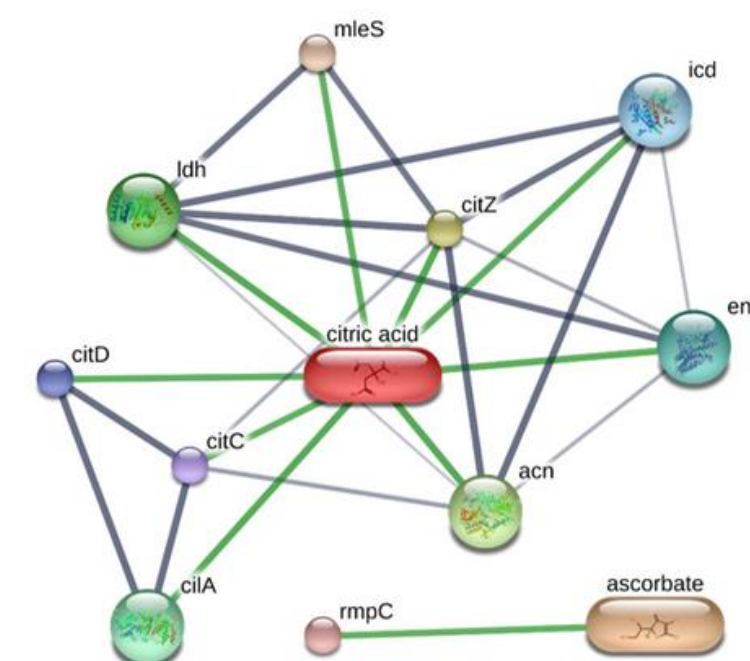 mleS
icd
ldh
citZ
en
citric acid
citD
citC
acn
cilA
ascorbate
rmpC